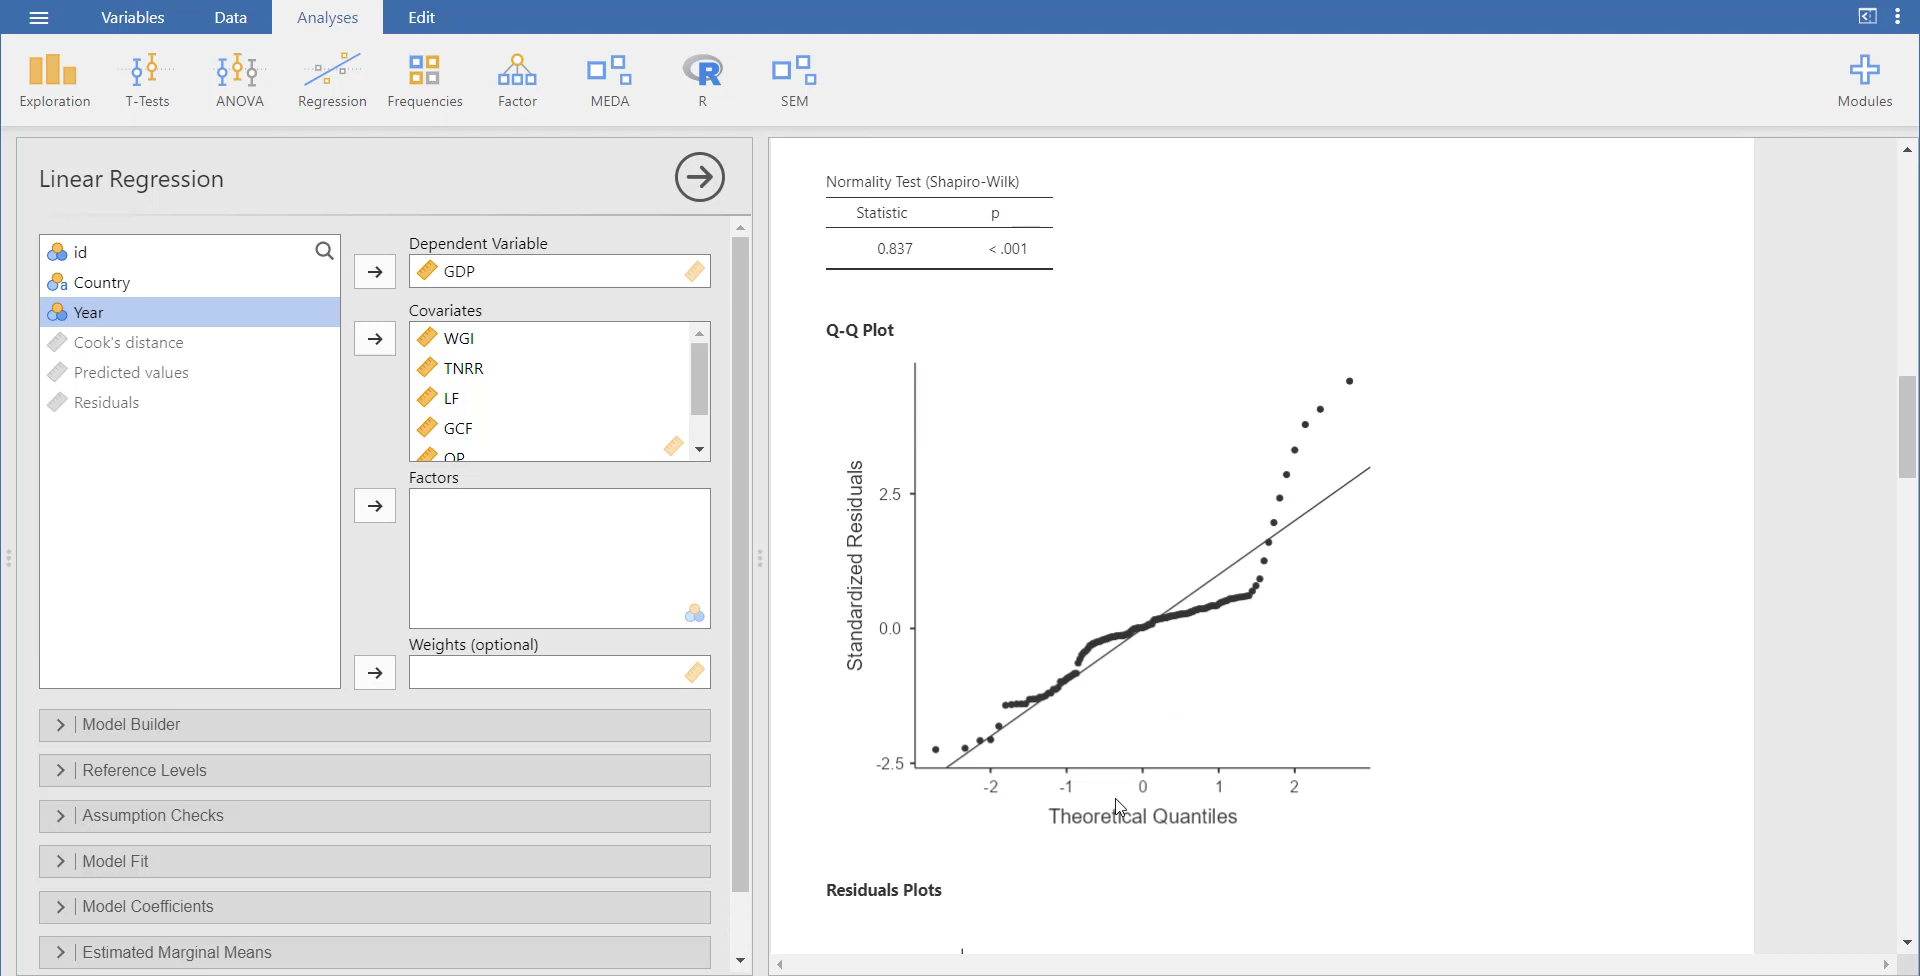 Variables Data Analyses Edit
Exploration T-Tests ANOVA Regression Frequencies Factor MEDA R SEM Modules
Linear Regression
id
Country
Year
Cook's distance
Predicted values
Residuals
Dependent Variable
GDP
Covariates
WGI
TNRR
LF
GCF
OP
Factors
Weights (optional)
Model Builder
Reference Levels
Assumption Checks
Model Fit
Model Coefficients
Estimated Marginal Means
Normality Test (Shapiro-Wilk)
Statistic p
0.837 < .001
Q-Q Plot
Standardized Residuals
2.5
0.0
-2.5
-2 -1 0 1 2
Theoretical Quantiles
Residuals Plots